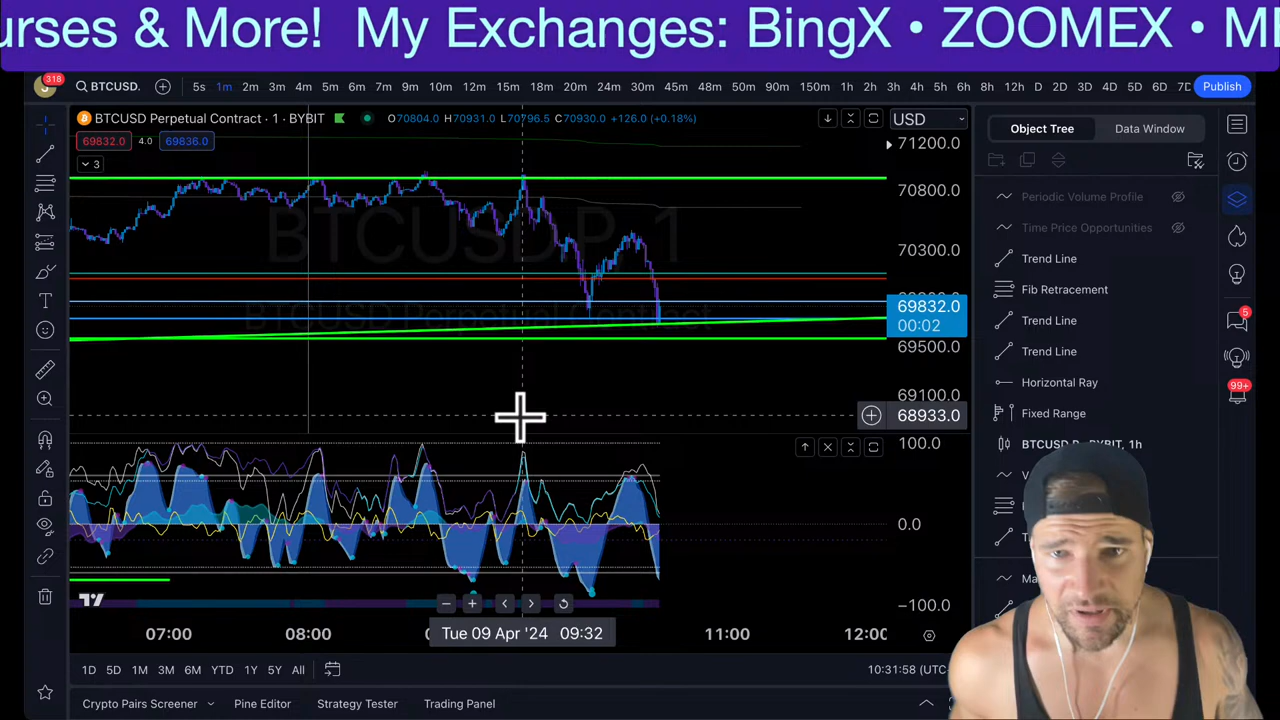 urses & More! My Exchanges: BingX • ZOOMEX •
318
BTCUSD.
5s 1m 2m 3m 4m 5m 6m 7m 9m 10m 12m 15m 18m 20m 24m 30m 45m 48m 50m 90m 150m 1h 2h 3h 4h 6h 8h 12h D 2D 3D 4D 5D 6D 7D
Publish
BTCUSD Perpetual Contract · 1 · BYBIT
O70804.0 H70931.0 L70796.5 C70930.0 +126.0 (+0.18%)
USD
69832.0 4.0 69836.0
3
BTCUSD.P, 1
BTCUSD Perpetual Contract
71200.0
70800.0
70300.0
69832.0
00:02
69500.0
69100.0
68933.0
100.0
0.0
−100.0
07:00 08:00
Tue 09 Apr '24 09:32
11:00 12:00
1D 5D 1M 3M 6M YTD 1Y 5Y All
10:31:58 (UTC-
Crypto Pairs Screener
Pine Editor
Strategy Tester
Trading Panel
Object Tree
Data Window
Periodic Volume Profile
Time Price Opportunities
Trend Line
Fib Retracement
Trend Line
Trend Line
Horizontal Ray
Fixed Range
BTCUSD.P, BYBIT, 1h
5
99+